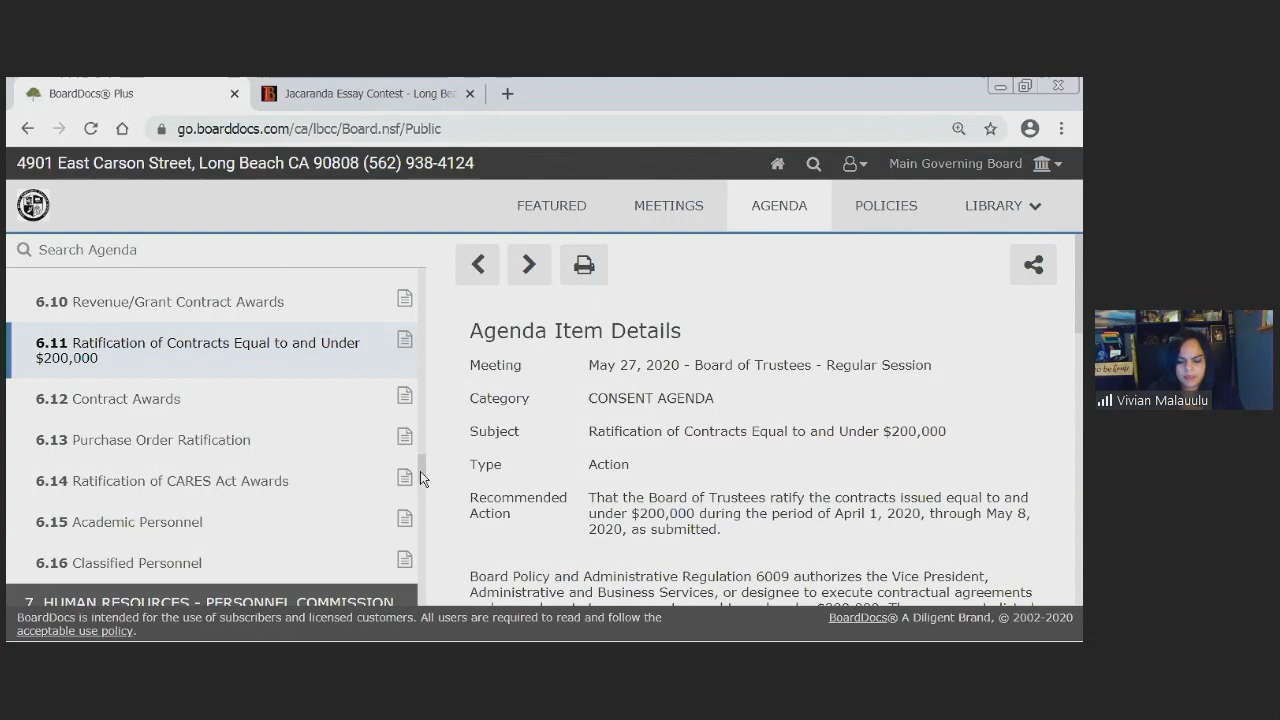 BoardDocs® Plus
Jacaranda Essay Contest - Long Be
go.boarddocs.com/ca/lbcc/Board.nsf/Public
4901 East Carson Street, Long Beach CA 90808 (562) 938-4124
Main Governing Board
FEATURED
MEETINGS
AGENDA
POLICIES
LIBRARY
Search Agenda
6.10 Revenue/Grant Contract Awards
6.11 Ratification of Contracts Equal to and Under
$200,000
6.12 Contract Awards
6.13 Purchase Order Ratification
6.14 Ratification of CARES Act Awards
6.15 Academic Personnel
6.16 Classified Personnel
7. HUMAN RESOURCES - PERSONNEL COMMISSION
Agenda Item Details
Meeting May 27, 2020 - Board of Trustees - Regular Session
Category CONSENT AGENDA
Subject Ratification of Contracts Equal to and Under $200,000
Type Action
Recommended Action That the Board of Trustees ratify the contracts issued equal to and
under $200,000 during the period of April 1, 2020, through May 8,
2020, as submitted.
Board Policy and Administrative Regulation 6009 authorizes the Vice President,
Administrative and Business Services, or designee to execute contractual agreements
BoardDocs is intended for the use of subscribers and licensed customers. All users are required to read and follow the
acceptable use policy.
BoardDocs® A Diligent Brand, © 2002-2020
Vivian Malauulu